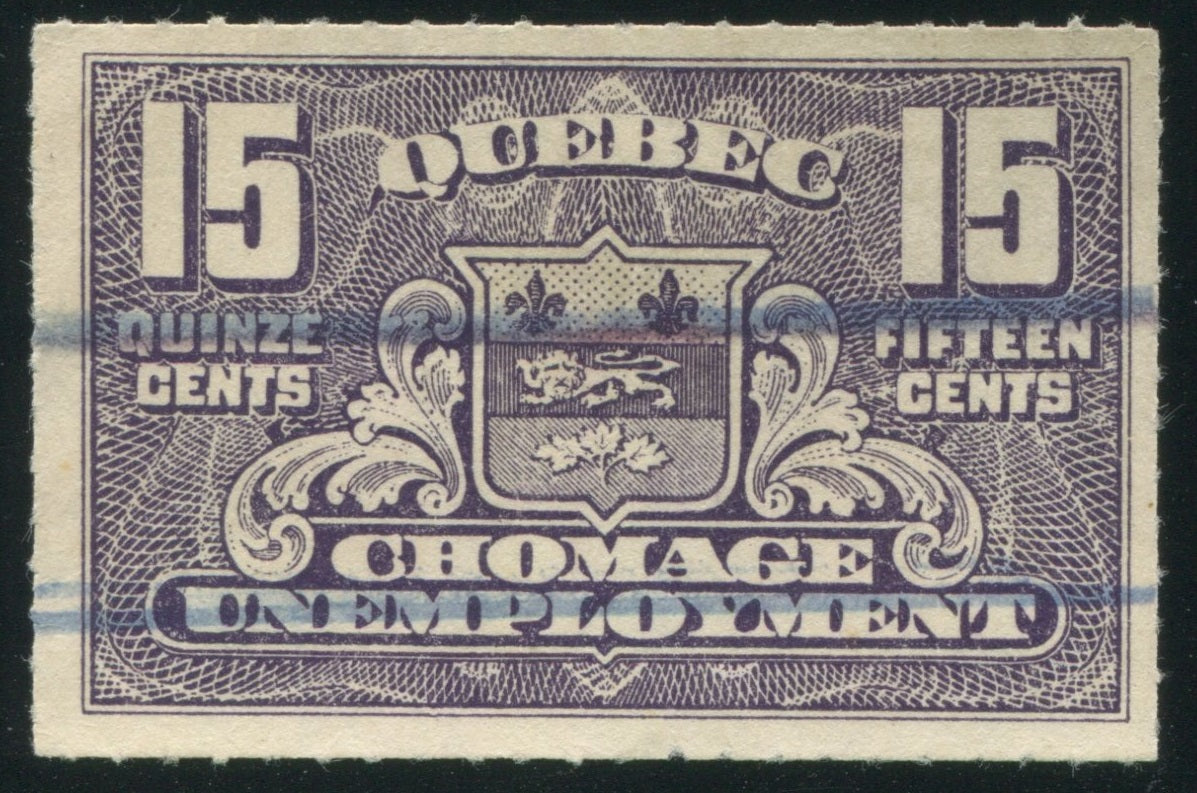 15 QUEBEC 15
QUINZE CENTS
FIFTEEN CENTS
CHOMAGE
UNEMPLOYMENT